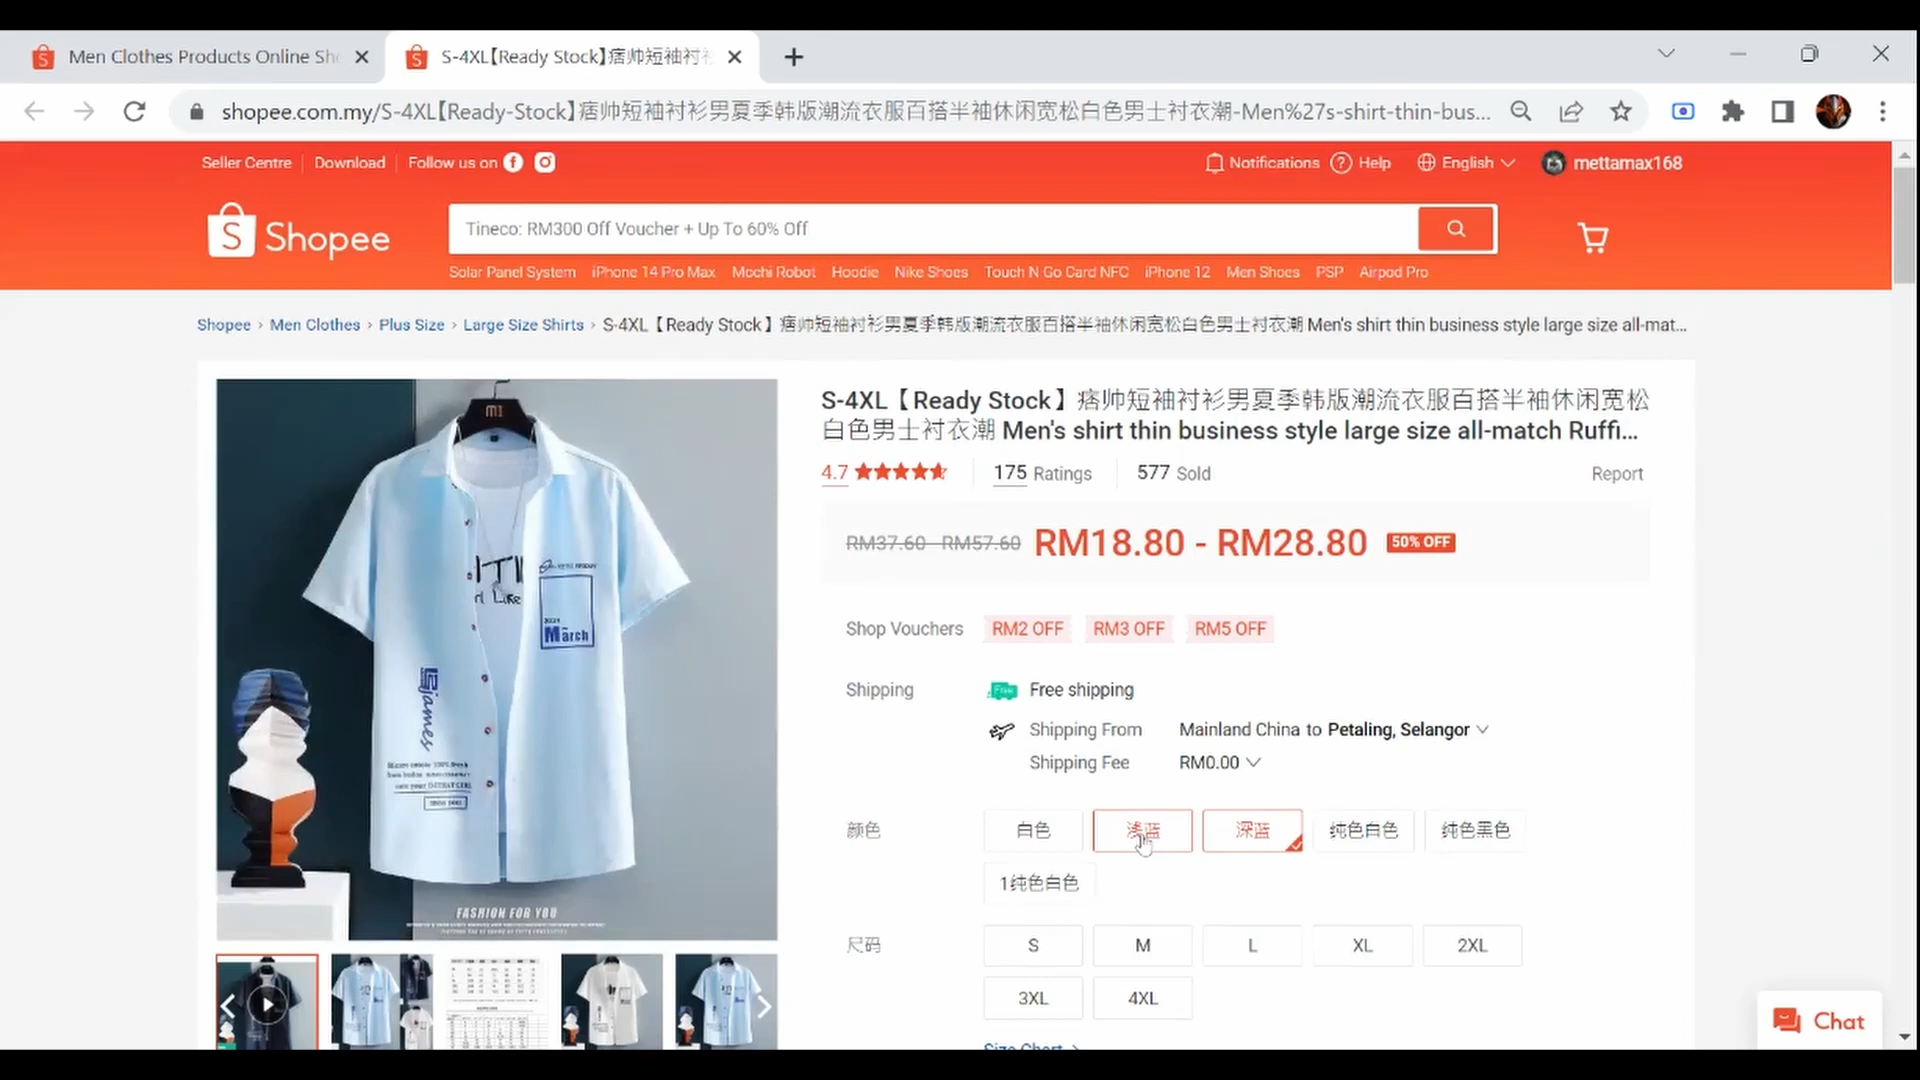 Men Clothes Products Online Sh
S-4XL【Ready Stock】痞帅短袖衬衫
shopee.com.my/S-4XL【Ready-Stock】痞帅短袖衬衫男夏季韩版潮流衣服百搭半袖休闲宽松白色男士衬衣潮-Men%27s-shirt-thin-bus...
Seller Centre
Download
Follow us on
Notifications
Help
English
mettamax168
Shopee
Tineco: RM300 Off Voucher + Up To 60% Off
Solar Panel System
iPhone 14 Pro Max
Mochi Robot
Hoodie
Nike Shoes
Touch N Go Card NFC
iPhone 12
Men Shoes
PSP
Airpod Pro
Shopee > Men Clothes > Plus Size > Large Size Shirts > S-4XL【Ready Stock】痞帅短袖衬衫男夏季韩版潮流衣服百搭半袖休闲宽松白色男士衬衣潮 Men's shirt thin business style large size all-mat...
S-4XL【Ready Stock】痞帅短袖衬衫男夏季韩版潮流衣服百搭半袖休闲宽松
白色男士衬衣潮 Men's shirt thin business style large size all-match Ruffi...
4.7
175 Ratings
577 Sold
Report
RM37.60 - RM57.60
RM18.80 - RM28.80
50% OFF
Shop Vouchers
RM2 OFF
RM3 OFF
RM5 OFF
Shipping
Free shipping
Shipping From
Mainland China to Petaling, Selangor
Shipping Fee
RM0.00
颜色
白色
浅蓝
深蓝
纯色白色
纯色黑色
1纯色白色
尺码
S
M
L
XL
2XL
3XL
4XL
Size Chart >
Chat
March
james
FASHION FOR YOU